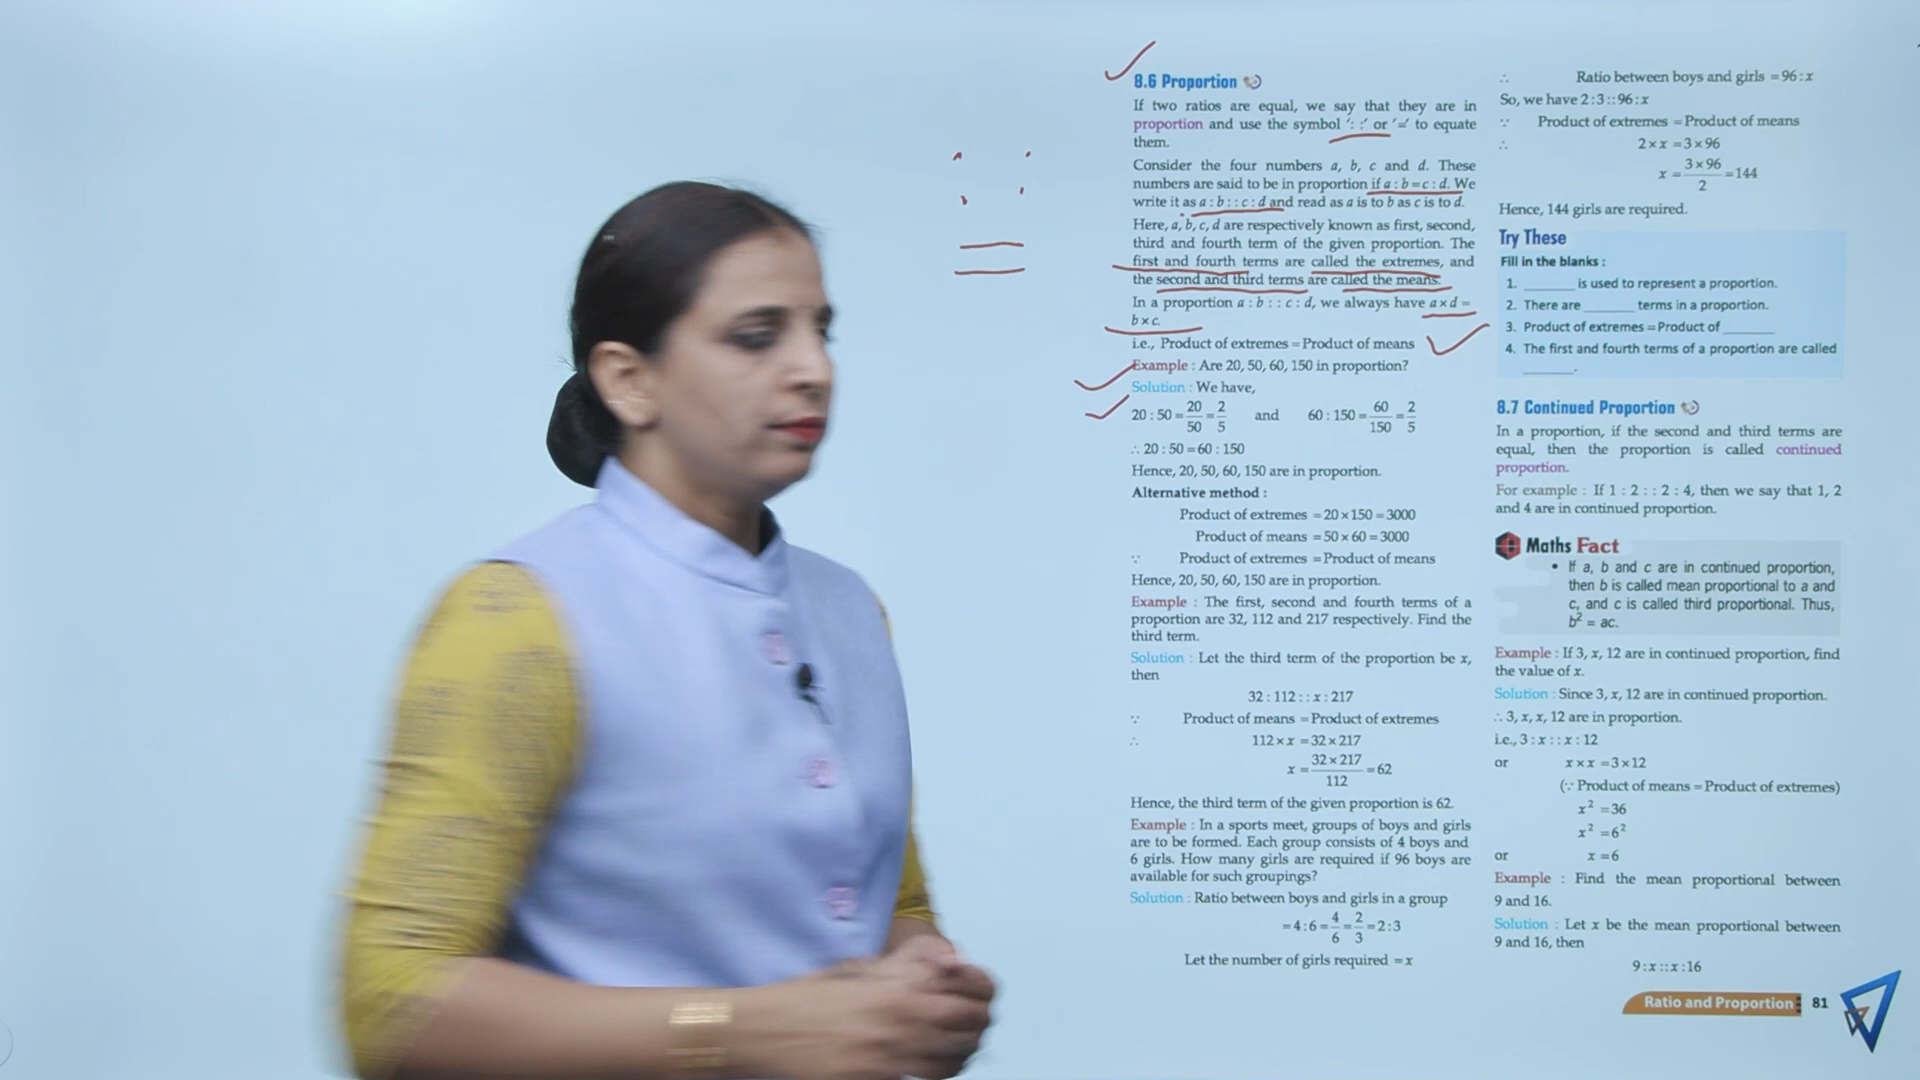 8.6 Proportion
If two ratios are equal, we say that they are in
proportion and use the symbol ‘: :’ or ‘=’ to equate
them.
Consider the four numbers a, b, c and d. These
numbers are said to be in proportion if a : b = c : d. We
write it as a : b : : c : d and read as a is to b as c is to d.
Here, a, b, c, d are respectively known as first, second,
third and fourth term of the given proportion. The
first and fourth terms are called the extremes, and
the second and third terms are called the means.
In a proportion a : b : : c : d, we always have a × d =
b × c.
i.e., Product of extremes = Product of means
Example : Are 20, 50, 60, 150 in proportion?
Solution : We have,
20 : 50 = 20/50 = 2/5 and 60 : 150 = 60/150 = 2/5
∴ 20 : 50 = 60 : 150
Hence, 20, 50, 60, 150 are in proportion.
Alternative method :
Product of extremes = 20 × 150 = 3000
Product of means = 50 × 60 = 3000
∵ Product of extremes = Product of means
Hence, 20, 50, 60, 150 are in proportion.
Example : The first, second and fourth terms of a
proportion are 32, 112 and 217 respectively. Find the
third term.
Solution : Let the third term of the proportion be x,
then
32 : 112 : : x : 217
∵ Product of means = Product of extremes
∴ 112 × x = 32 × 217
x = 32 × 217/112 = 62
Hence, the third term of the given proportion is 62.
Example : In a sports meet, groups of boys and girls
are to be formed. Each group consists of 4 boys and
6 girls. How many girls are required if 96 boys are
available for such groupings?
Solution : Ratio between boys and girls in a group
= 4 : 6 = 4/6 = 2/3 = 2 : 3
Let the number of girls required = x
∴ Ratio between boys and girls = 96 : x
So, we have 2 : 3 : : 96 : x
∵ Product of extremes = Product of means
∴ 2 × x = 3 × 96
x = 3 × 96/2 = 144
Hence, 144 girls are required.
Try These
Fill in the blanks :
1. ______ is used to represent a proportion.
2. There are ______ terms in a proportion.
3. Product of extremes = Product of ______
4. The first and fourth terms of a proportion are called
______.
8.7 Continued Proportion
In a proportion, if the second and third terms are
equal, then the proportion is called continued
proportion.
For example : If 1 : 2 : : 2 : 4, then we say that 1, 2
and 4 are in continued proportion.
Maths Fact
• If a, b and c are in continued proportion,
then b is called mean proportional to a and
c, and c is called third proportional. Thus,
b² = ac.
Example : If 3, x, 12 are in continued proportion, find
the value of x.
Solution : Since 3, x, 12 are in continued proportion.
∴ 3, x, x, 12 are in proportion.
i.e., 3 : x : : x : 12
or x × x = 3 × 12
(∵ Product of means = Product of extremes)
x² = 36
x² = 6²
or x = 6
Example : Find the mean proportional between
9 and 16.
Solution : Let x be the mean proportional between
9 and 16, then
9 : x : : x : 16
Ratio and Proportion 81
: :
=